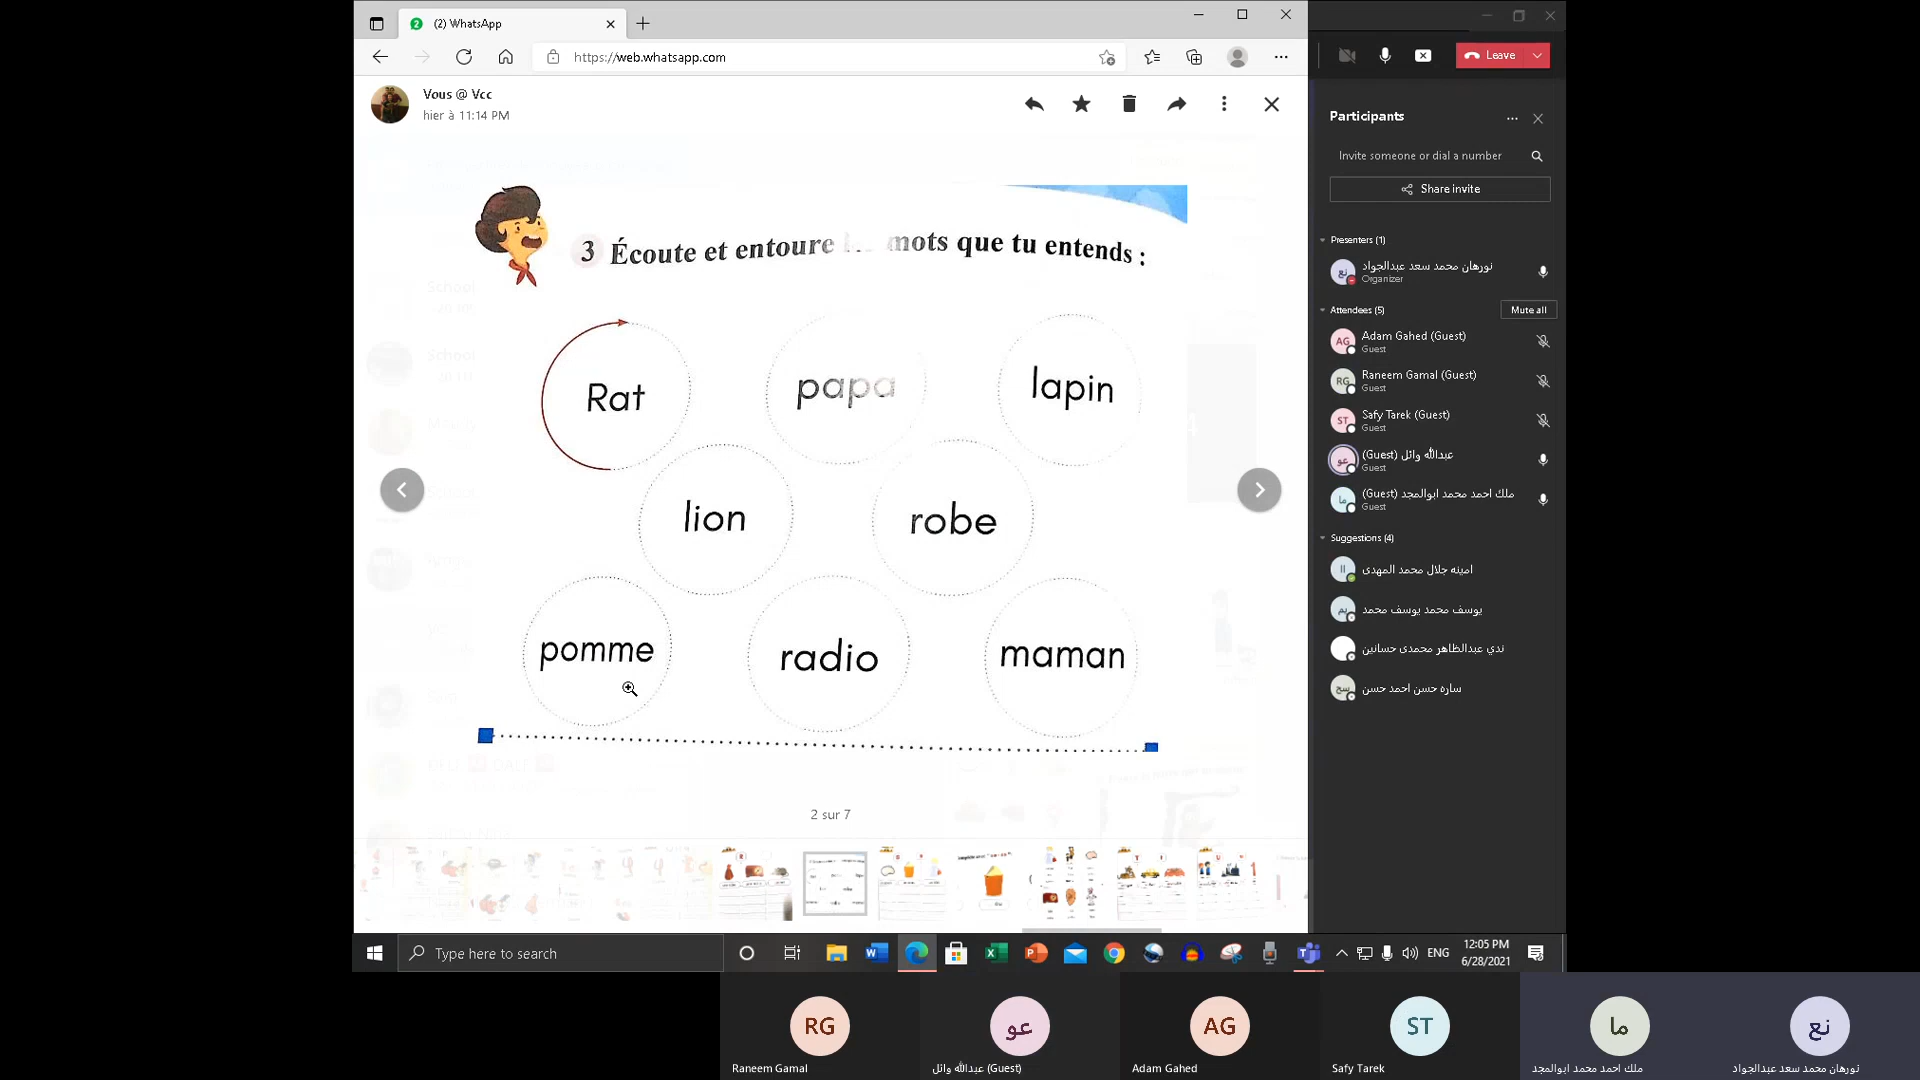 (2) WhatsApp
https://web.whatsapp.com
Leave
Vous @ Vcc
hier à 11:14 PM
3 Écoute et entoure mots que tu entends :
Rat
papa
lapin
lion
robe
pomme
radio
maman
2 sur 7
Participants
Invite someone or dial a number
Share invite
Presenters (1)
نورهان محمد سعد عبدالجواد
Organizer
Attendees (5)
Mute all
AG
Adam Gahed (Guest)
Guest
RG
Raneem Gamal (Guest)
Guest
ST
Safy Tarek (Guest)
Guest
عو
عبدالله وائل (Guest)
Guest
ما
ملك احمد محمد ابوالمجد (Guest)
Guest
Suggestions (4)
امينه جلال محمد المهدى
يوسف محمد يوسف محمد
ندي عبدالظاهر محمدى حسانين
ساره حسن احمد حسن
Type here to search
ENG
12:05 PM
6/28/2021
RG
عو
AG
ST
ما
نع
Raneem Gamal
عبدالله وائل (Guest)
Adam Gahed
Safy Tarek
ملك احمد محمد ابوالمجد
نورهان محمد سعد عبدالجواد